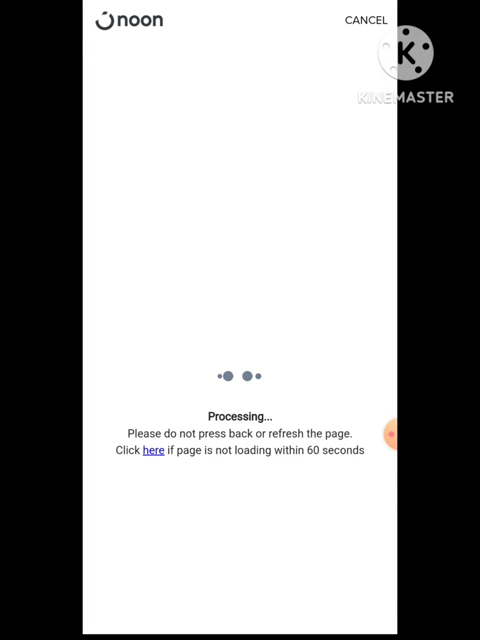 noon
CANCEL
K
KINEMASTER
Processing...
Please do not press back or refresh the page.
Click here if page is not loading within 60 seconds